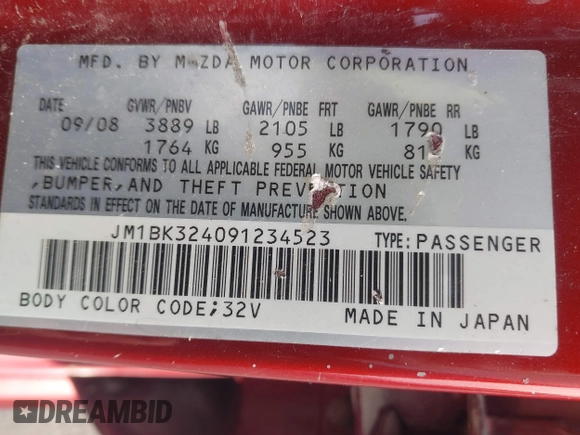 MFD. BY MAZDA MOTOR CORPORATION
DATE GVWR/PNBV GAWR/PNBE FRT GAWR/PNBE RR
09/08 3889 LB 2105 LB 1790 LB
1764 KG 955 KG 81 KG
THIS VEHICLE CONFORMS TO ALL APPLICABLE FEDERAL MOTOR VEHICLE SAFETY
,BUMPER,AND THEFT PREVENTION
STANDARDS IN EFFECT ON THE DATE OF MANUFACTURE SHOWN ABOVE.
JM1BK324091234523 TYPE:PASSENGER
BODY COLOR CODE;32V MADE IN JAPAN
DREAMBID